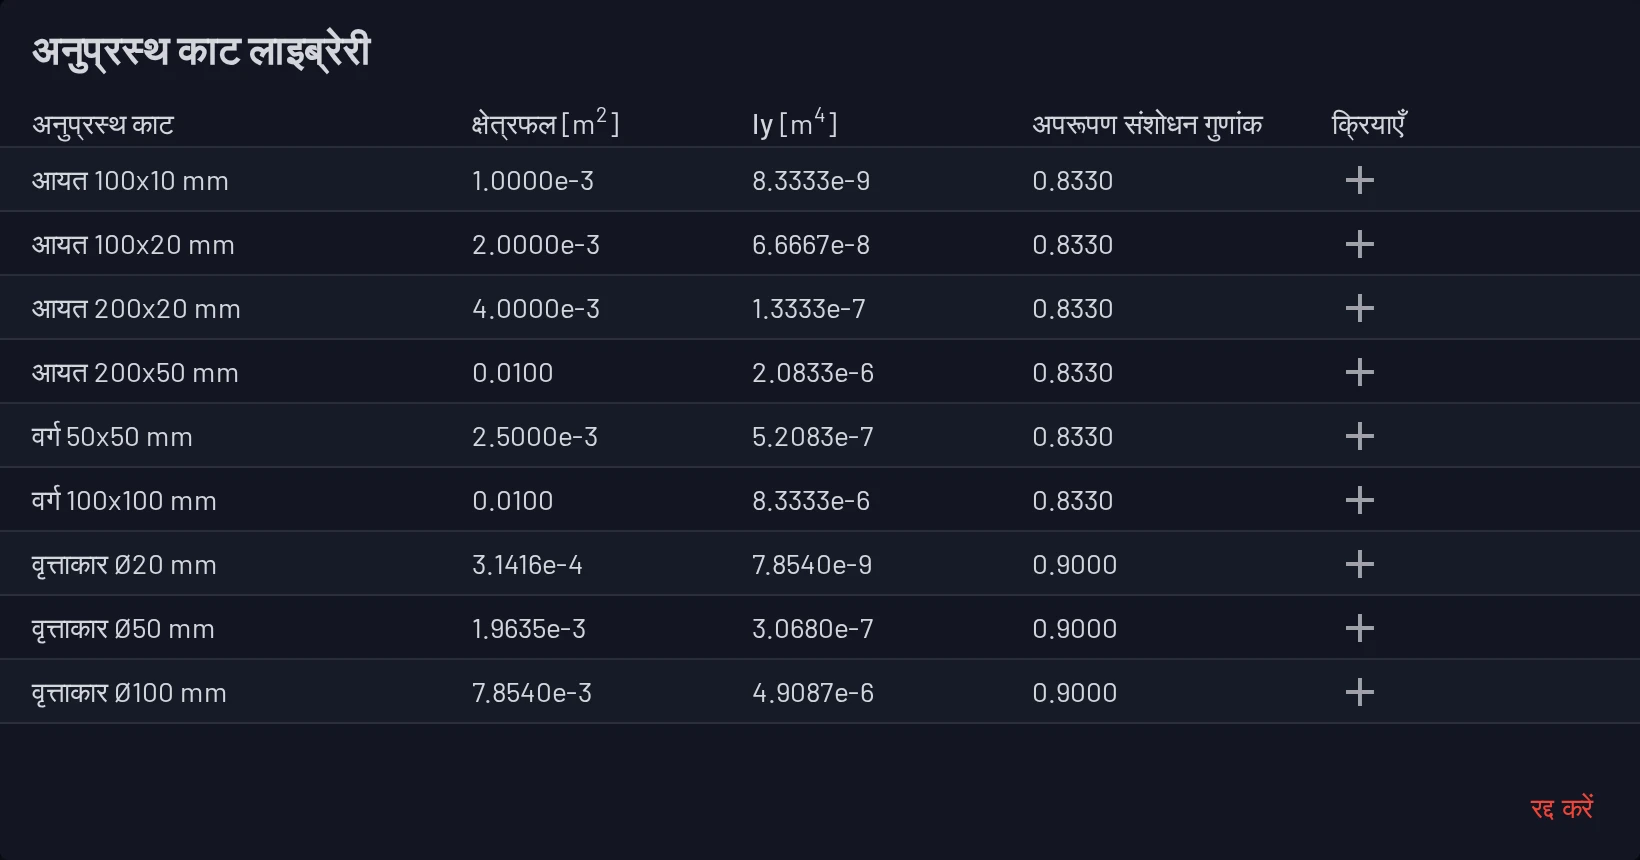 अनुप्रस्थ काट लाइब्रेरी
अनुप्रस्थ काट क्षेत्रफल [m²] Iy [m⁴] अपरूपण संशोधन गुणांक क्रियाएँ
आयत 100x10 mm 1.0000e-3 8.3333e-9 0.8330
आयत 100x20 mm 2.0000e-3 6.6667e-8 0.8330
आयत 200x20 mm 4.0000e-3 1.3333e-7 0.8330
आयत 200x50 mm 0.0100 2.0833e-6 0.8330
वर्ग 50x50 mm 2.5000e-3 5.2083e-7 0.8330
वर्ग 100x100 mm 0.0100 8.3333e-6 0.8330
वृत्ताकार Ø20 mm 3.1416e-4 7.8540e-9 0.9000
वृत्ताकार Ø50 mm 1.9635e-3 3.0680e-7 0.9000
वृत्ताकार Ø100 mm 7.8540e-3 4.9087e-6 0.9000
रद्द करें